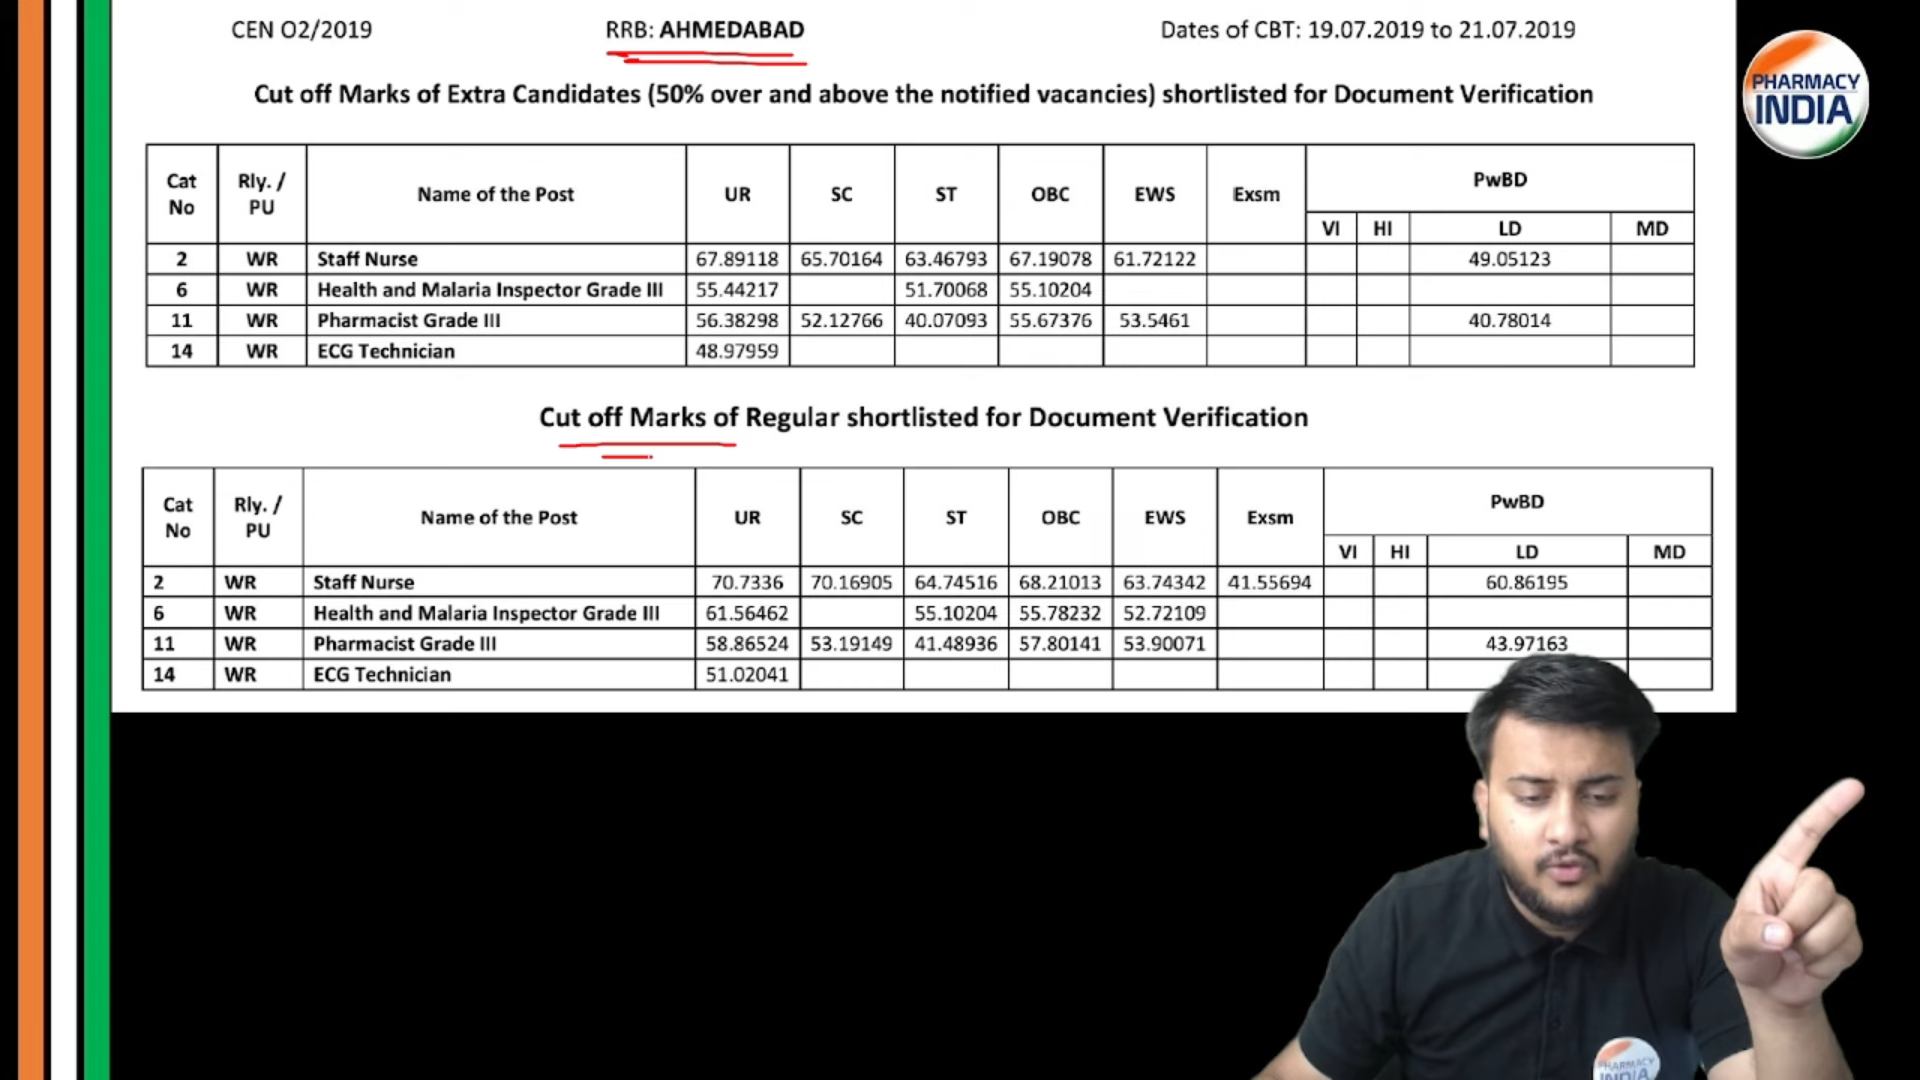 CEN O2/2019 RRB: AHMEDABAD Dates of CBT: 19.07.2019 to 21.07.2019
PHARMACY
INDIA
Cut off Marks of Extra Candidates (50% over and above the notified vacancies) shortlisted for Document Verification
Cat No Rly. / PU Name of the Post UR SC ST OBC EWS Exsm PwBD
VI HI LD MD
2 WR Staff Nurse 67.89118 65.70164 63.46793 67.19078 61.72122 49.05123
6 WR Health and Malaria Inspector Grade III 55.44217 51.70068 55.10204
11 WR Pharmacist Grade III 56.38298 52.12766 40.07093 55.67376 53.5461 40.78014
14 WR ECG Technician 48.97959
Cut off Marks of Regular shortlisted for Document Verification
Cat No Rly. / PU Name of the Post UR SC ST OBC EWS Exsm PwBD
VI HI LD MD
2 WR Staff Nurse 70.7336 70.16905 64.74516 68.21013 63.74342 41.55694 60.86195
6 WR Health and Malaria Inspector Grade III 61.56462 55.10204 55.78232 52.72109
11 WR Pharmacist Grade III 58.86524 53.19149 41.48936 57.80141 53.90071 43.97163
14 WR ECG Technician 51.02041
PHARMACY
INDIA